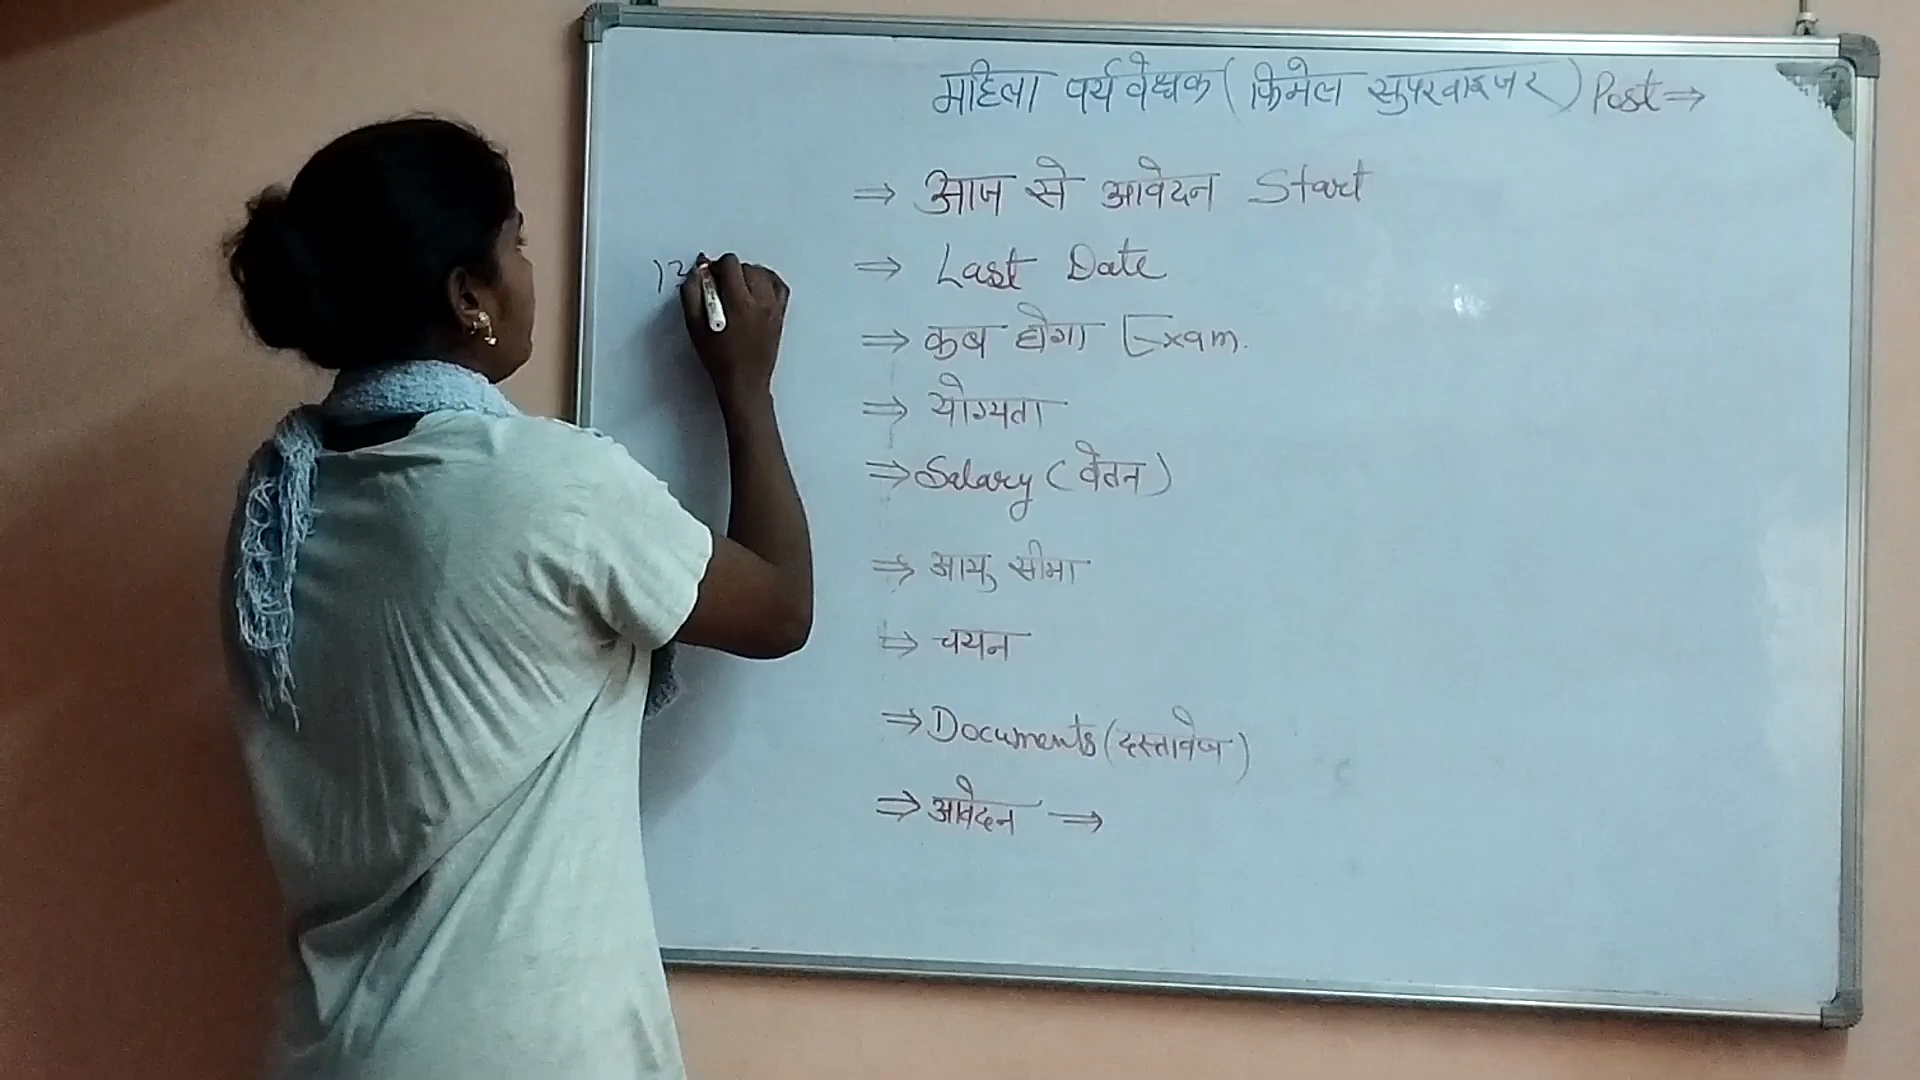 महिला पर्यवेक्षक (फिमेल सुपरवाइजर) Post ⇒
⇒ आज से आवेदन Start
⇒ Last Date
⇒ कब होगा Exam.
⇒ योग्यता
⇒ Salary (वेतन)
⇒ आयु सीमा
⇒ चयन
⇒ Documents (दस्तावेज)
⇒ आवेदन →